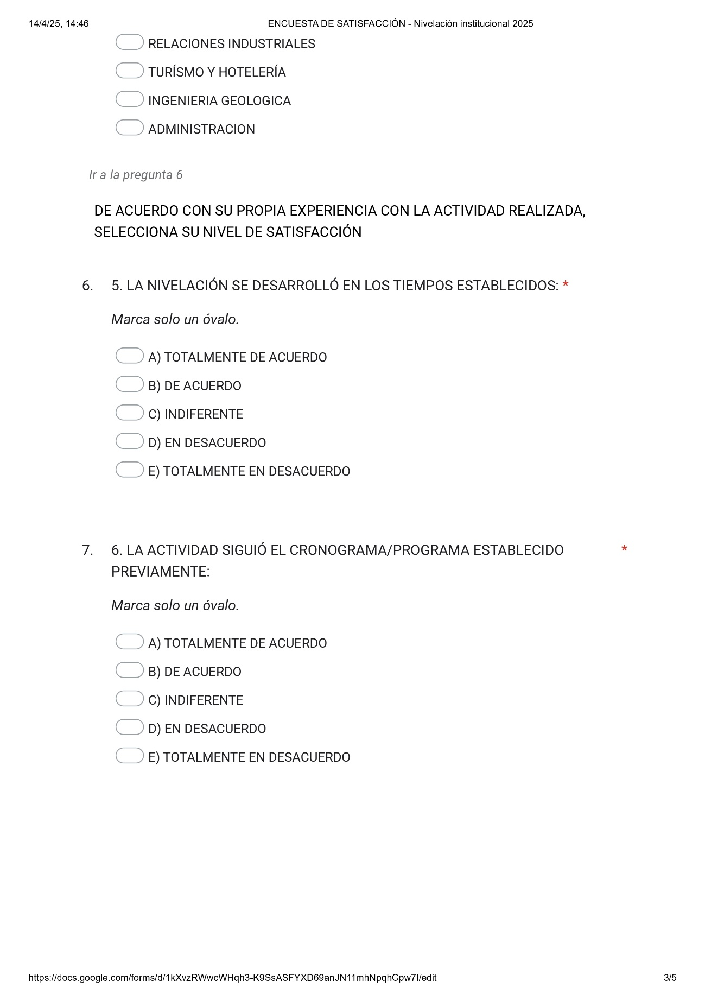 14/4/25, 14:46 ENCUESTA DE SATISFACCIÓN - Nivelación institucional 2025
RELACIONES INDUSTRIALES
TURÍSMO Y HOTELERÍA
INGENIERIA GEOLOGICA
ADMINISTRACION
Ir a la pregunta 6
DE ACUERDO CON SU PROPIA EXPERIENCIA CON LA ACTIVIDAD REALIZADA,
SELECCIONA SU NIVEL DE SATISFACCIÓN
6. 5. LA NIVELACIÓN SE DESARROLLÓ EN LOS TIEMPOS ESTABLECIDOS: *
Marca solo un óvalo.
A) TOTALMENTE DE ACUERDO
B) DE ACUERDO
C) INDIFERENTE
D) EN DESACUERDO
E) TOTALMENTE EN DESACUERDO
7. 6. LA ACTIVIDAD SIGUIÓ EL CRONOGRAMA/PROGRAMA ESTABLECIDO *
PREVIAMENTE:
Marca solo un óvalo.
A) TOTALMENTE DE ACUERDO
B) DE ACUERDO
C) INDIFERENTE
D) EN DESACUERDO
E) TOTALMENTE EN DESACUERDO
https://docs.google.com/forms/d/1kXvzRWwcWHqh3-K9SsASFYXD69anJN11mhNpqhCpw7I/edit 3/5